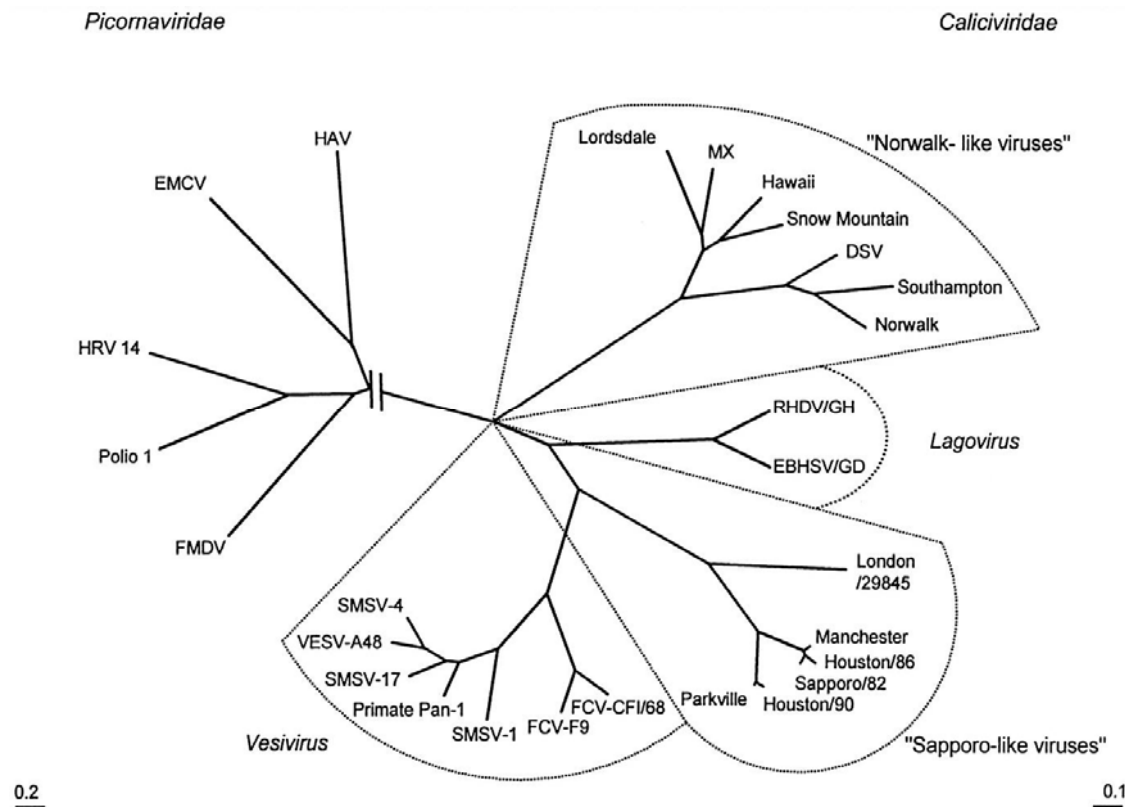 Picornaviridae
Caliciviridae
HAV
EMCV
HRV 14
Polio 1
FMDV
Lordsdale
MX
Hawaii
Snow Mountain
DSV
Southampton
Norwalk
"Norwalk- like viruses"
RHDV/GH
EBHSV/GD
Lagovirus
London
/29845
Manchester
Houston/86
Sapporo/82
Houston/90
Parkville
"Sapporo-like viruses"
SMSV-4
VESV-A48
SMSV-17
Primate Pan-1
SMSV-1
FCV-F9
FCV-CFI/68
Vesivirus
0.2
0.1